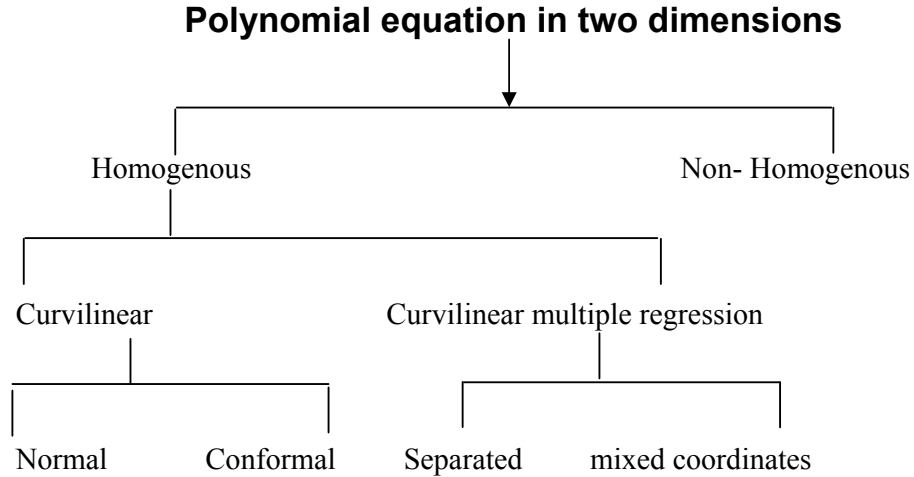 Polynomial equation in two dimensions
Homogenous Non- Homogenous
Curvilinear Curvilinear multiple regression
Normal Conformal Separated mixed coordinates